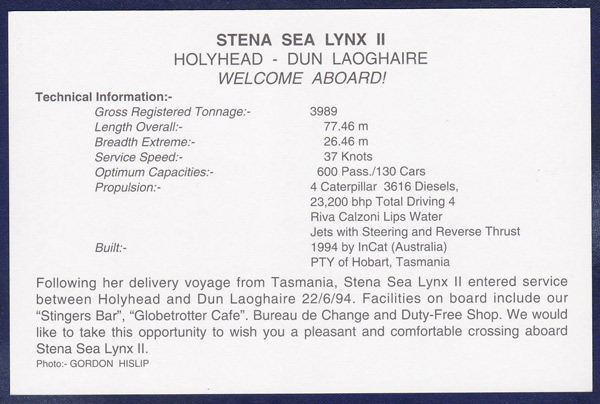 STENA SEA LYNX II
HOLYHEAD - DUN LAOGHAIRE
WELCOME ABOARD!
Technical Information:-
Gross Registered Tonnage:- 3989
Length Overall:- 77.46 m
Breadth Extreme:- 26.46 m
Service Speed:- 37 Knots
Optimum Capacities:- 600 Pass./130 Cars
Propulsion:- 4 Caterpillar 3616 Diesels,
23,200 bhp Total Driving 4
Riva Calzoni Lips Water
Jets with Steering and Reverse Thrust
Built:- 1994 by InCat (Australia)
PTY of Hobart, Tasmania
Following her delivery voyage from Tasmania, Stena Sea Lynx II entered service
between Holyhead and Dun Laoghaire 22/6/94. Facilities on board include our
“Stingers Bar”, “Globetrotter Cafe”. Bureau de Change and Duty-Free Shop. We would
like to take this opportunity to wish you a pleasant and comfortable crossing aboard
Stena Sea Lynx II.
Photo:- GORDON HISLIP